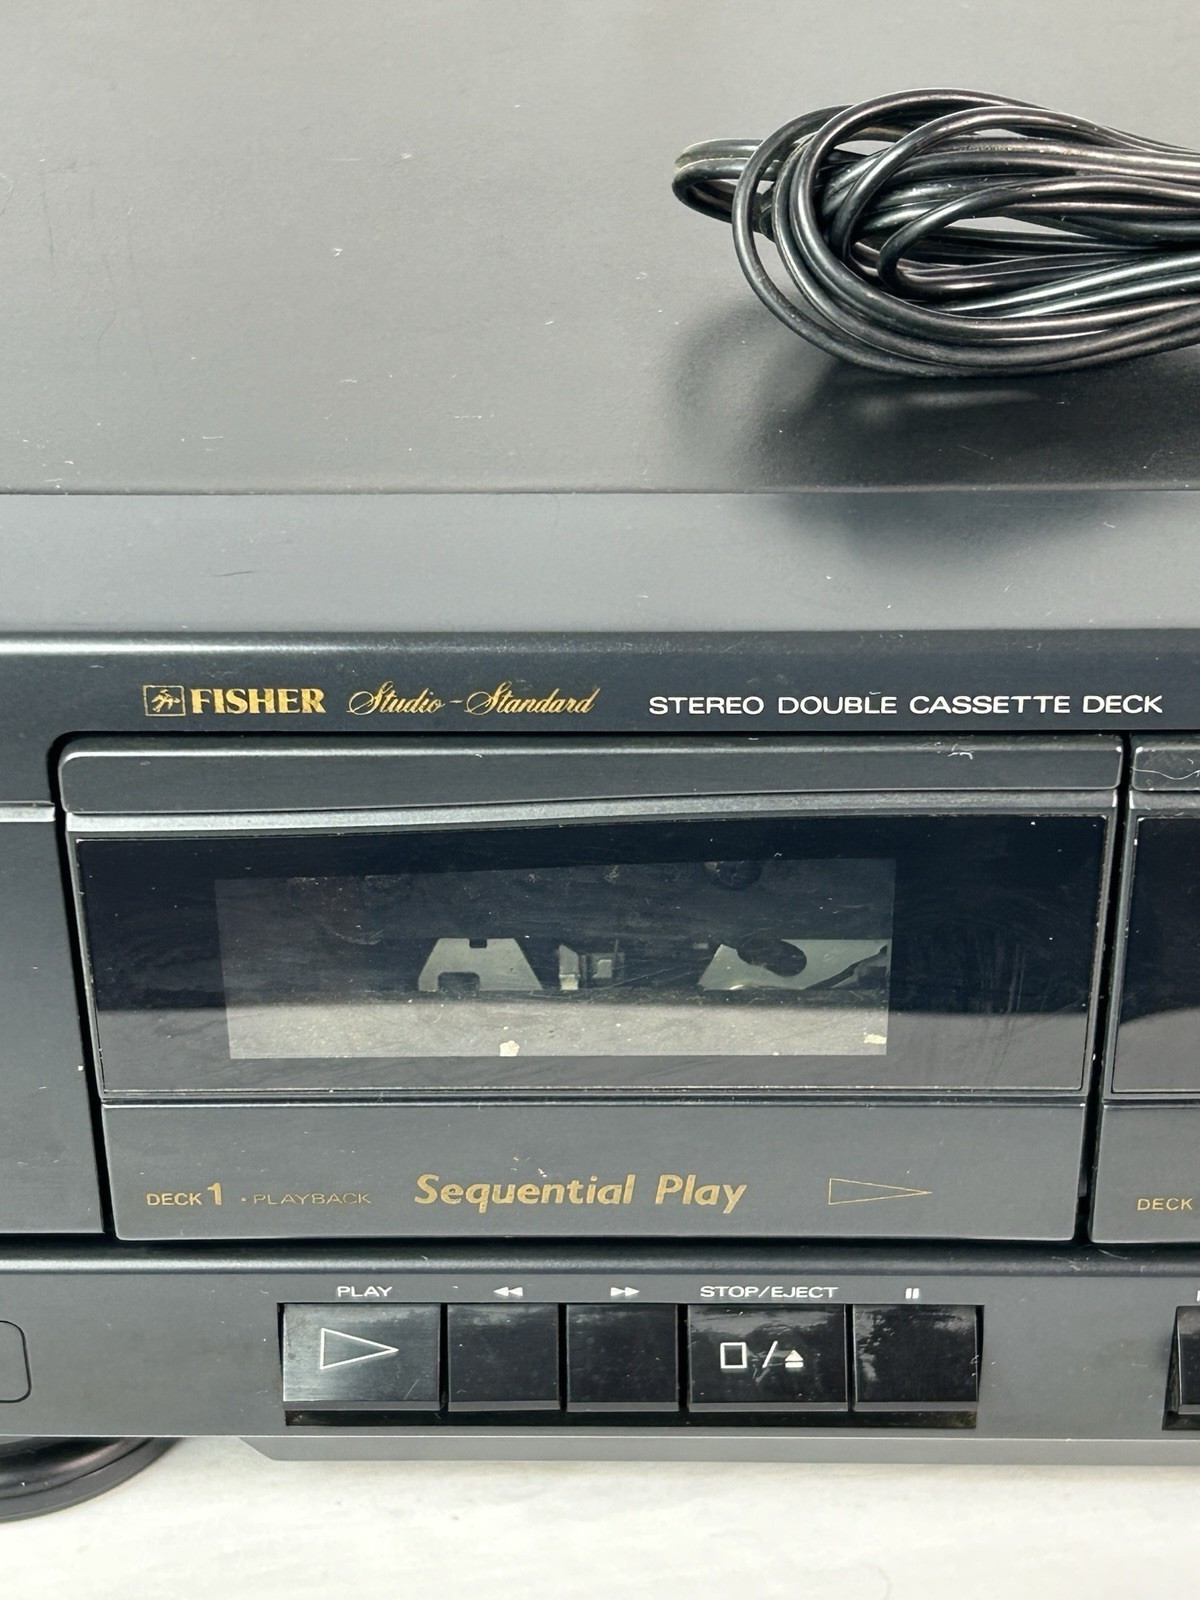 FISHER Studio-Standard STEREO DOUBLE CASSETTE DECK
DECK 1 • PLAYBACK Sequential Play
DECK
PLAY ◀◀ ▶▶ STOP/EJECT ⏸